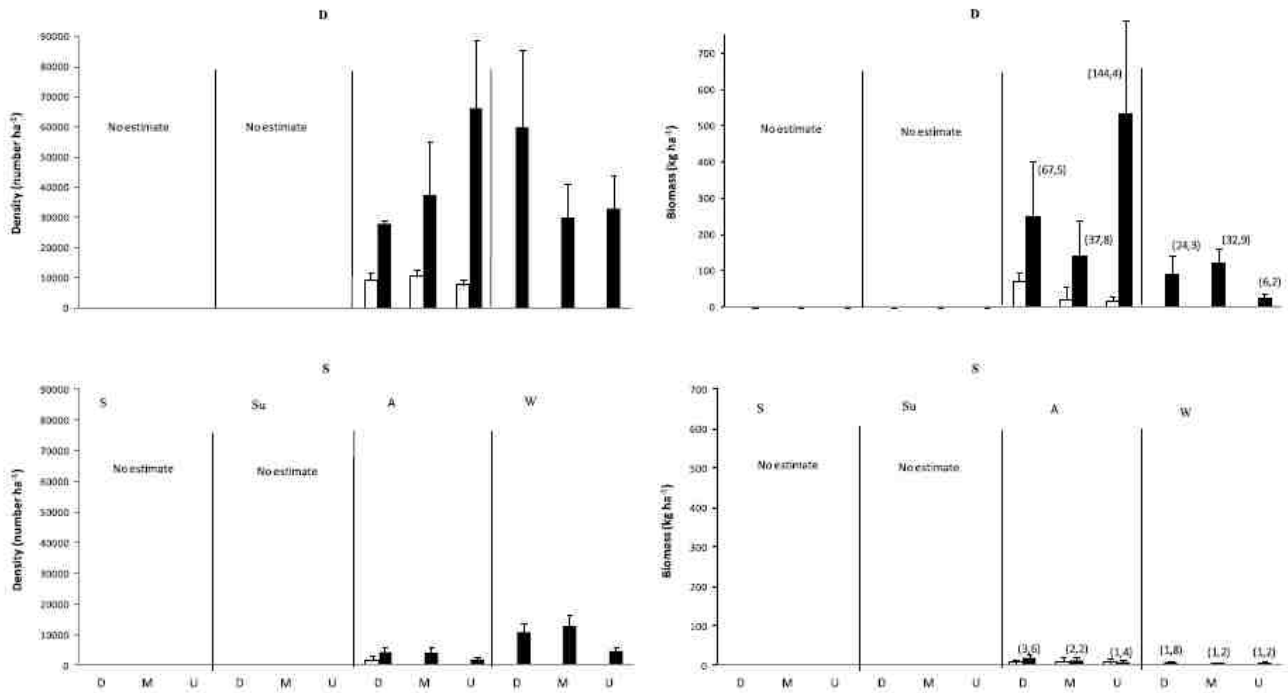 D
90000
80000
70000
60000
50000
40000
30000
20000
10000
0
Density (number ha⁻¹)
No estimate
No estimate
D
700
600
500
400
300
200
100
0
Biomass (kg ha⁻¹)
No estimate
No estimate
(67,5)
(37,8)
(144,4)
(24,3)
(32,9)
(6,2)
S
90000
80000
70000
60000
50000
40000
30000
20000
10000
0
Density (number ha⁻¹)
S Su A W
No estimate
No estimate
D M U D M U D M U D M U
S
700
600
500
400
300
200
100
0
Biomass (kg ha⁻¹)
S Su A W
No estimate
No estimate
(3,6) (2,2) (1,4) (1,8) (1,2) (1,2)
D M U D M U D M U D M U